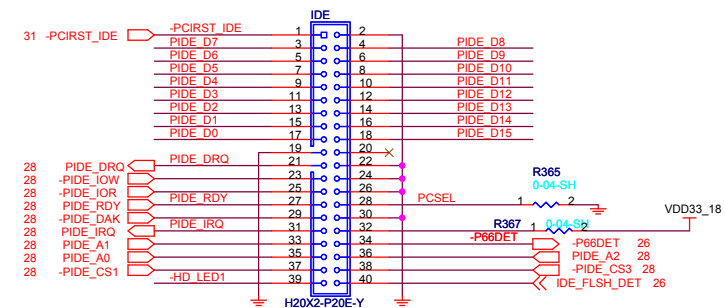 IDE
31 -PCIRST_IDE -PCIRST_IDE 1 2
PIDE_D7 3 4 PIDE_D8
PIDE_D6 5 6 PIDE_D9
PIDE_D5 7 8 PIDE_D10
PIDE_D4 9 10 PIDE_D11
PIDE_D3 11 12 PIDE_D12
PIDE_D2 13 14 PIDE_D13
PIDE_D1 15 16 PIDE_D14
PIDE_D0 17 18 PIDE_D15
19 20
28 PIDE_DRQ PIDE_DRQ 21 22
28 -PIDE_IOW 23 24 R365
28 -PIDE_IOR 25 26 0-04-SH
28 PIDE_RDY PIDE_RDY 27 28 PCSEL 1 2
28 -PIDE_DAK 29 30 VDD33_18
28 PIDE_IRQ PIDE_IRQ 31 32 R367 1 0-04-SH 2
28 PIDE_A1 33 34 -P66DET -P66DET 26
28 PIDE_A0 35 36 PIDE_A2 28
28 -PIDE_CS1 37 38 -PIDE_CS3 28
-HD_LED1 39 40 IDE_FLSH_DET 26
H20X2-P20E-Y